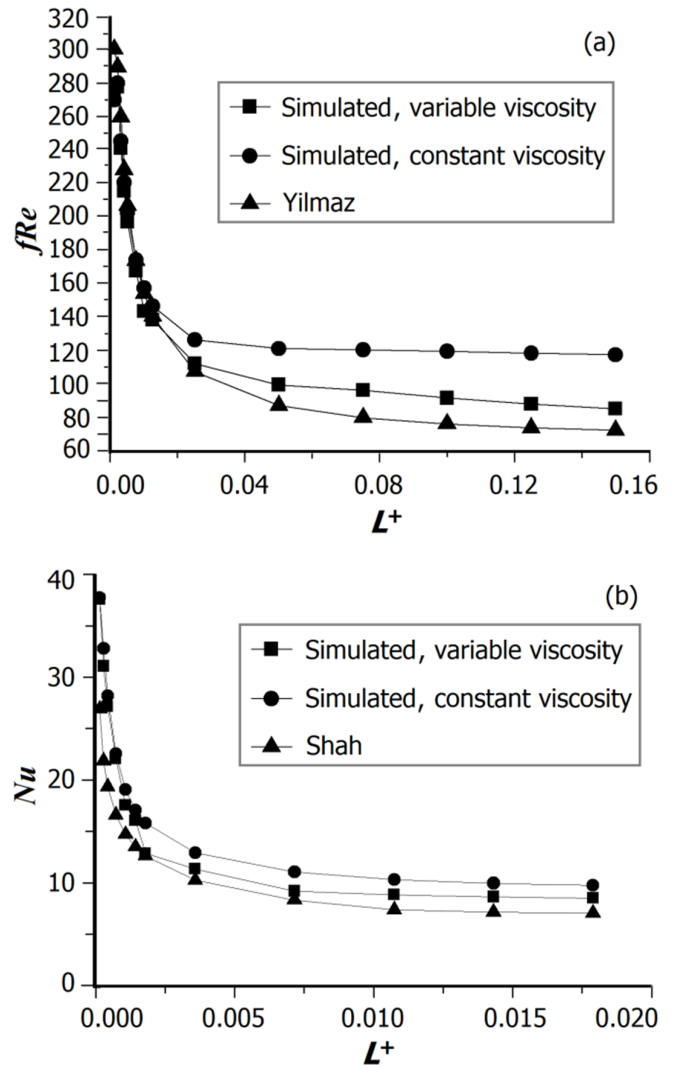 320
300
280
260
240
220
200
180
160
140
120
100
80
60
fRe
(a)
Simulated, variable viscosity
Simulated, constant viscosity
Yilmaz
0.00 0.04 0.08 0.12 0.16
L+
40
30
20
10
0
Nu
(b)
Simulated, variable viscosity
Simulated, constant viscosity
Shah
0.000 0.005 0.010 0.015 0.020
L+